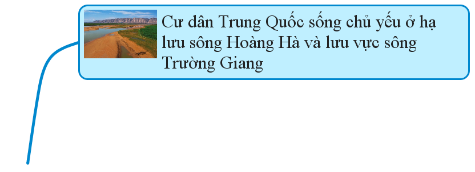 Cư dân Trung Quốc sống chủ yếu ở hạ
lưu sông Hoàng Hà và lưu vực sông
Trường Giang